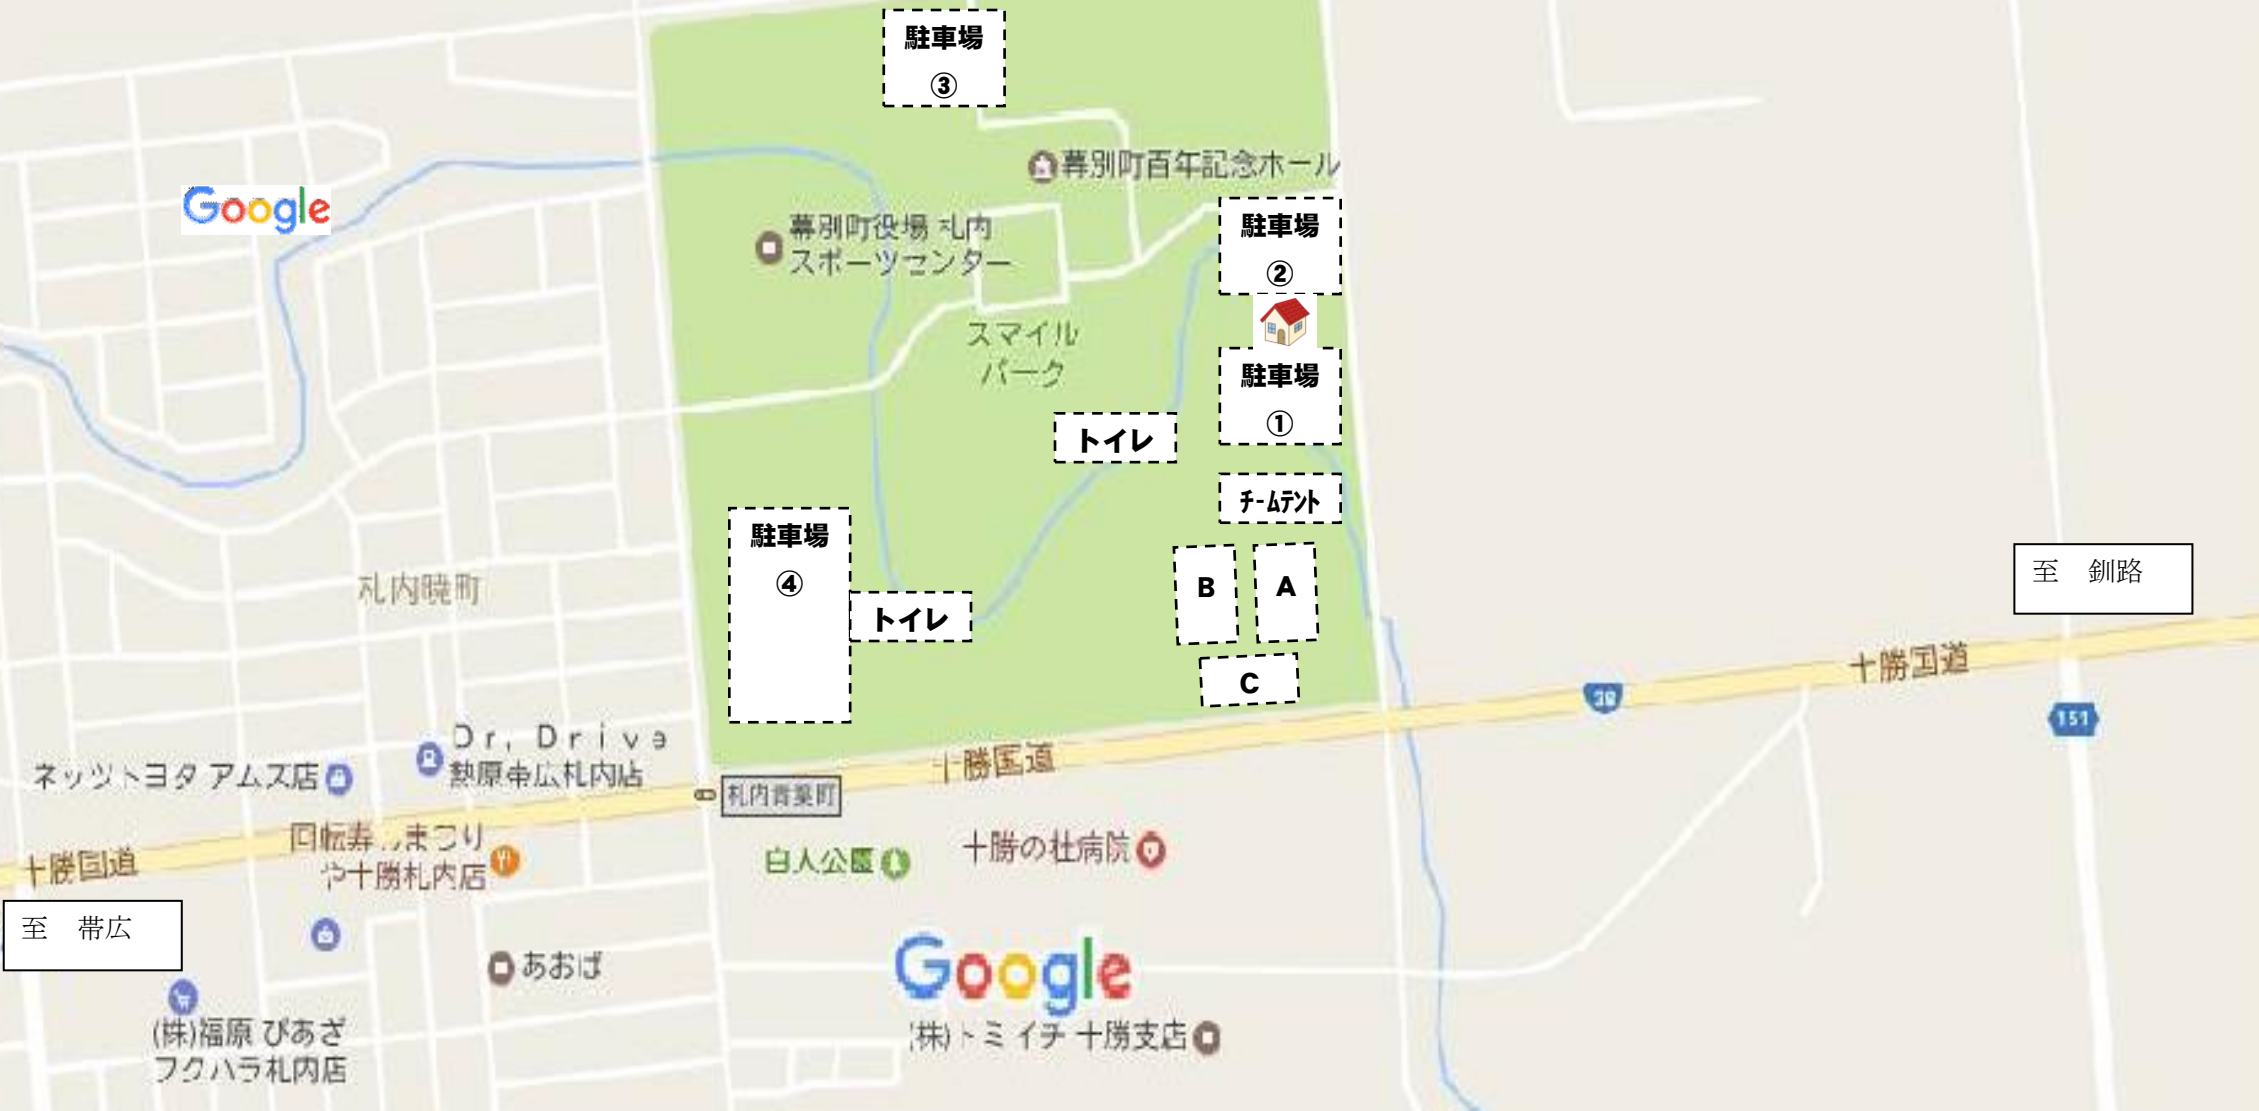 駐車場
③
幕別町百年記念ホール
Google
幕別町役場 札内
スポーツセンター
駐車場
②
スマイル
パーク
駐車場
①
トイレ
チームテント
駐車場
④
トイレ
B
A
C
札内暁町
至　釧路
十勝国道
38
151
Dr. Drive
ネッツトヨタ アムス店
十勝国道
札内青葉町
十勝の杜病院
白人公園
十勝国道
や十勝札内店
至　帯広
あおば
Google
(株)福原 ぴあざ
フクハラ札内店
(株)トミイチ 十勝支店